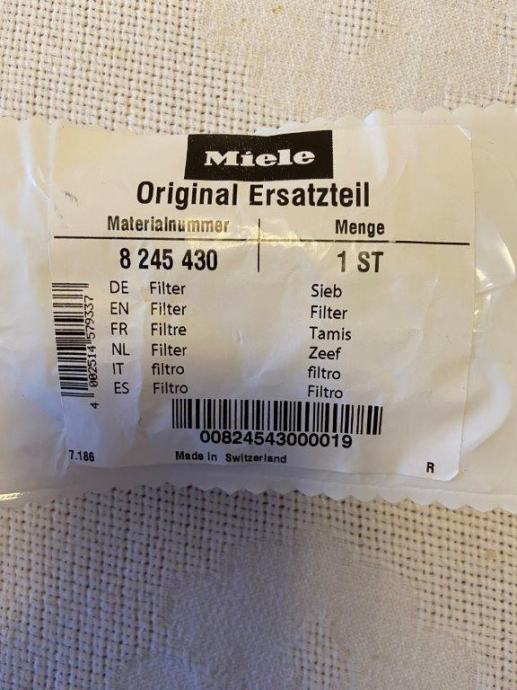 Miele
Original Ersatzteil
Materialnummer Menge
8 245 430 1 ST
DE Filter Sieb
EN Filter Filter
FR Filtre Tamis
NL Filter Zeef
IT filtro filtro
ES Filtro Filtro
4 002514 579337
00824543000019
7.186 Made in Switzerland R